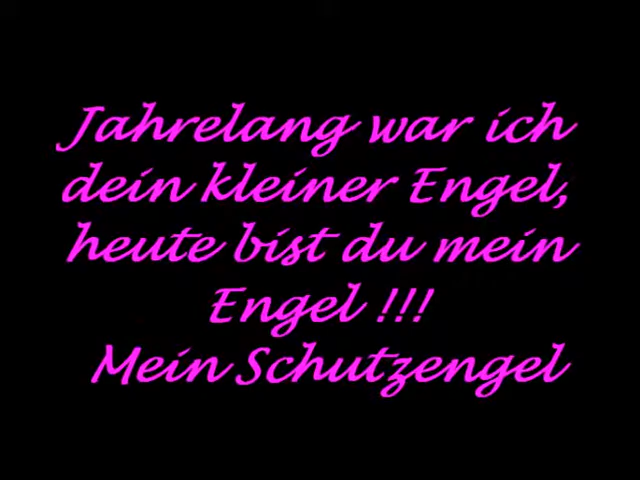 Jahrelang war ich
dein kleiner Engel,
heute bist du mein
Engel !!!
Mein Schutzengel